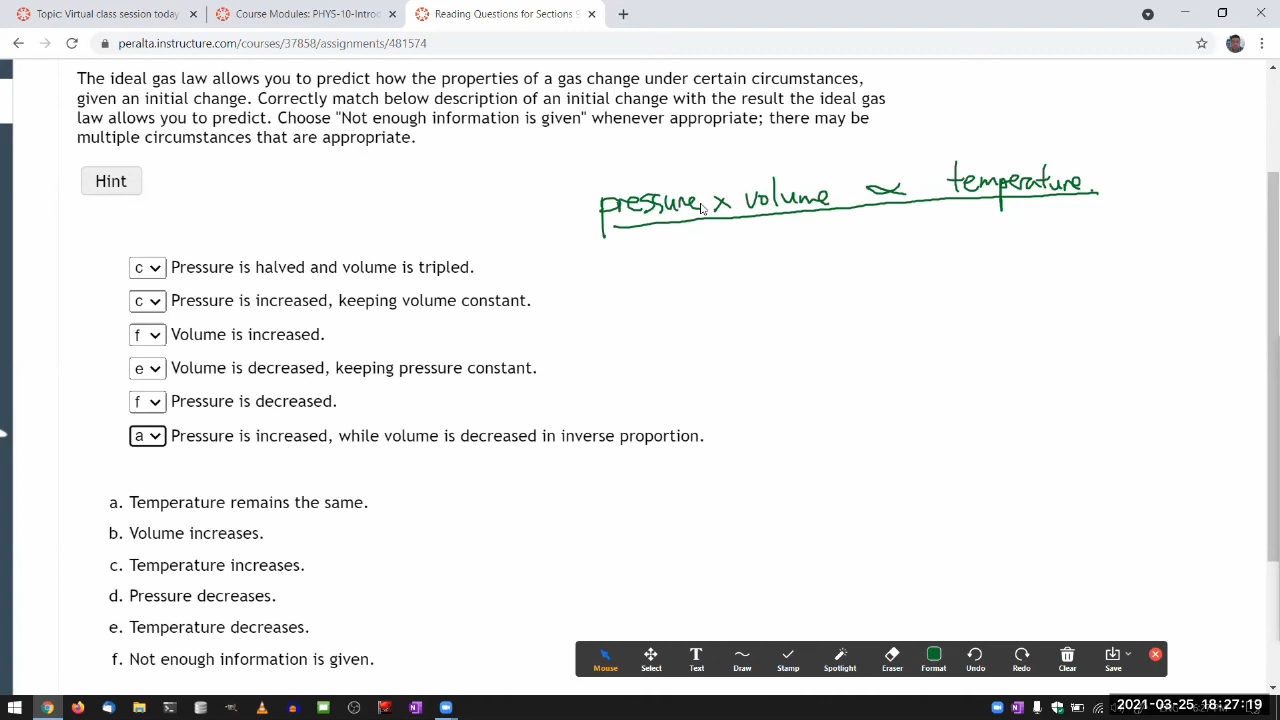 Topic: Virtual class session today
Course Modules: PHYS-10-Intro
Reading Questions for Sections
peralta.instructure.com/courses/37858/assignments/481574
The ideal gas law allows you to predict how the properties of a gas change under certain circumstances,
given an initial change. Correctly match below description of an initial change with the result the ideal gas
law allows you to predict. Choose "Not enough information is given" whenever appropriate; there may be
multiple circumstances that are appropriate.
Hint
pressure × volume ∝ temperature.
c Pressure is halved and volume is tripled.
c Pressure is increased, keeping volume constant.
f Volume is increased.
e Volume is decreased, keeping pressure constant.
f Pressure is decreased.
a Pressure is increased, while volume is decreased in inverse proportion.
a. Temperature remains the same.
b. Volume increases.
c. Temperature increases.
d. Pressure decreases.
e. Temperature decreases.
f. Not enough information is given.
Mouse Select Text Draw Stamp Spotlight Eraser Format Undo Redo Clear Save
2021-03-25 18:27:19